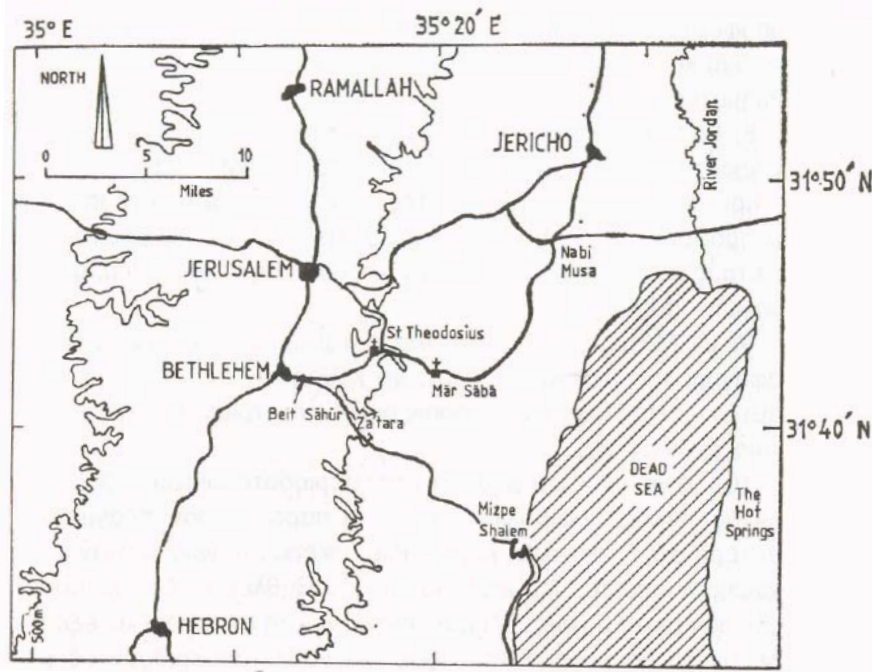 35° E
35° 20´ E
NORTH
RAMALLAH
River Jordan
JERICHO
0 5 10
Miles
31° 50´ N
JERUSALEM
Nabi
Musa
St Theodosius
BETHLEHEM
Mār Sābā
Beit Sāhūr
Za'tara
31° 40´ N
DEAD
SEA
The
Hot
Springs
Mizpe
Shalem
500m
HEBRON